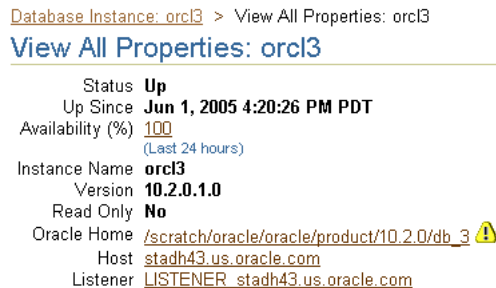 Database Instance: orcl3 > View All Properties: orcl3
View All Properties: orcl3
Status Up
Up Since Jun 1, 2005 4:20:26 PM PDT
Availability (%) 100
(Last 24 hours)
Instance Name orcl3
Version 10.2.0.1.0
Read Only No
Oracle Home /scratch/oracle/oracle/product/10.2.0/db_3
Host stadh43.us.oracle.com
Listener LISTENER_stadh43.us.oracle.com